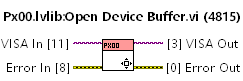 Px00.lvlib:Open Device Buffer.vi (4815)
VISA In [11] PX00 [3] VISA Out
Error In [8] [0] Error Out